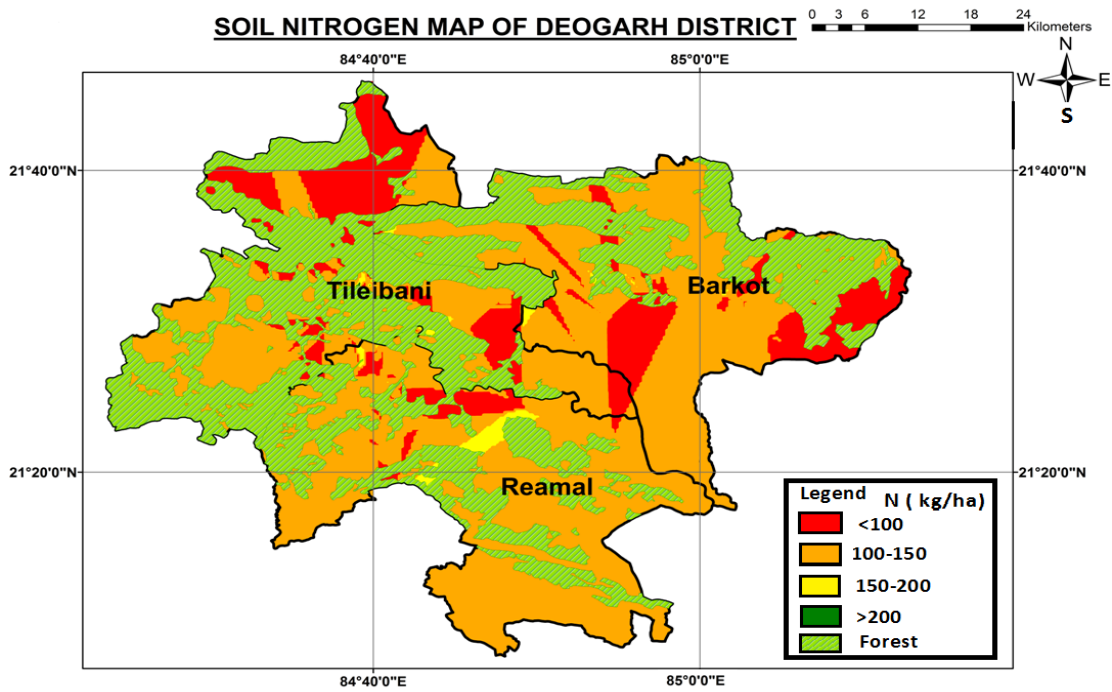 SOIL NITROGEN MAP OF DEOGARH DISTRICT
0 3 6 12 18 24
Kilometers
N
W E
S
84°40'0"E 85°0'0"E
21°40'0"N 21°40'0"N
Tileibani
Barkot
21°20'0"N 21°20'0"N
Reamal
Legend N ( kg/ha)
<100
100-150
150-200
>200
Forest
84°40'0"E 85°0'0"E